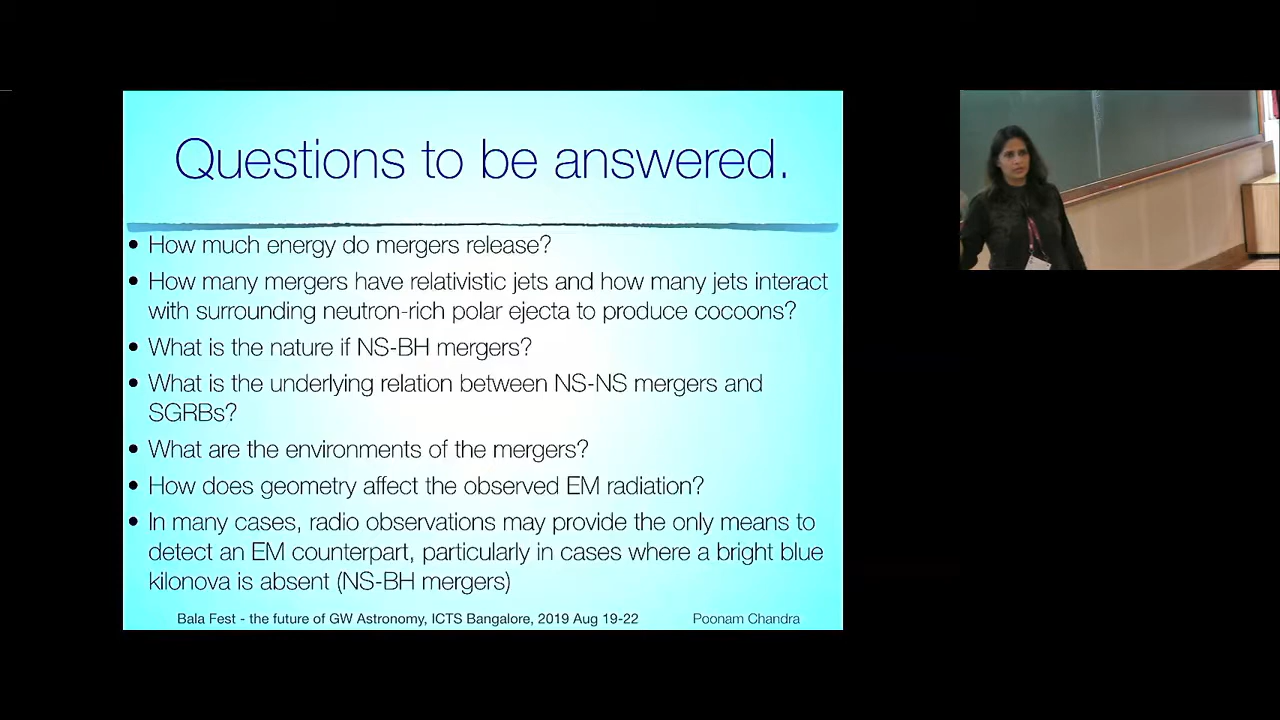 Questions to be answered.
• How much energy do mergers release?
• How many mergers have relativistic jets and how many jets interact
with surrounding neutron-rich polar ejecta to produce cocoons?
• What is the nature if NS-BH mergers?
• What is the underlying relation between NS-NS mergers and
SGRBs?
• What are the environments of the mergers?
• How does geometry affect the observed EM radiation?
• In many cases, radio observations may provide the only means to
detect an EM counterpart, particularly in cases where a bright blue
kilonova is absent (NS-BH mergers)
Bala Fest - the future of GW Astronomy, ICTS Bangalore, 2019 Aug 19-22 Poonam Chandra